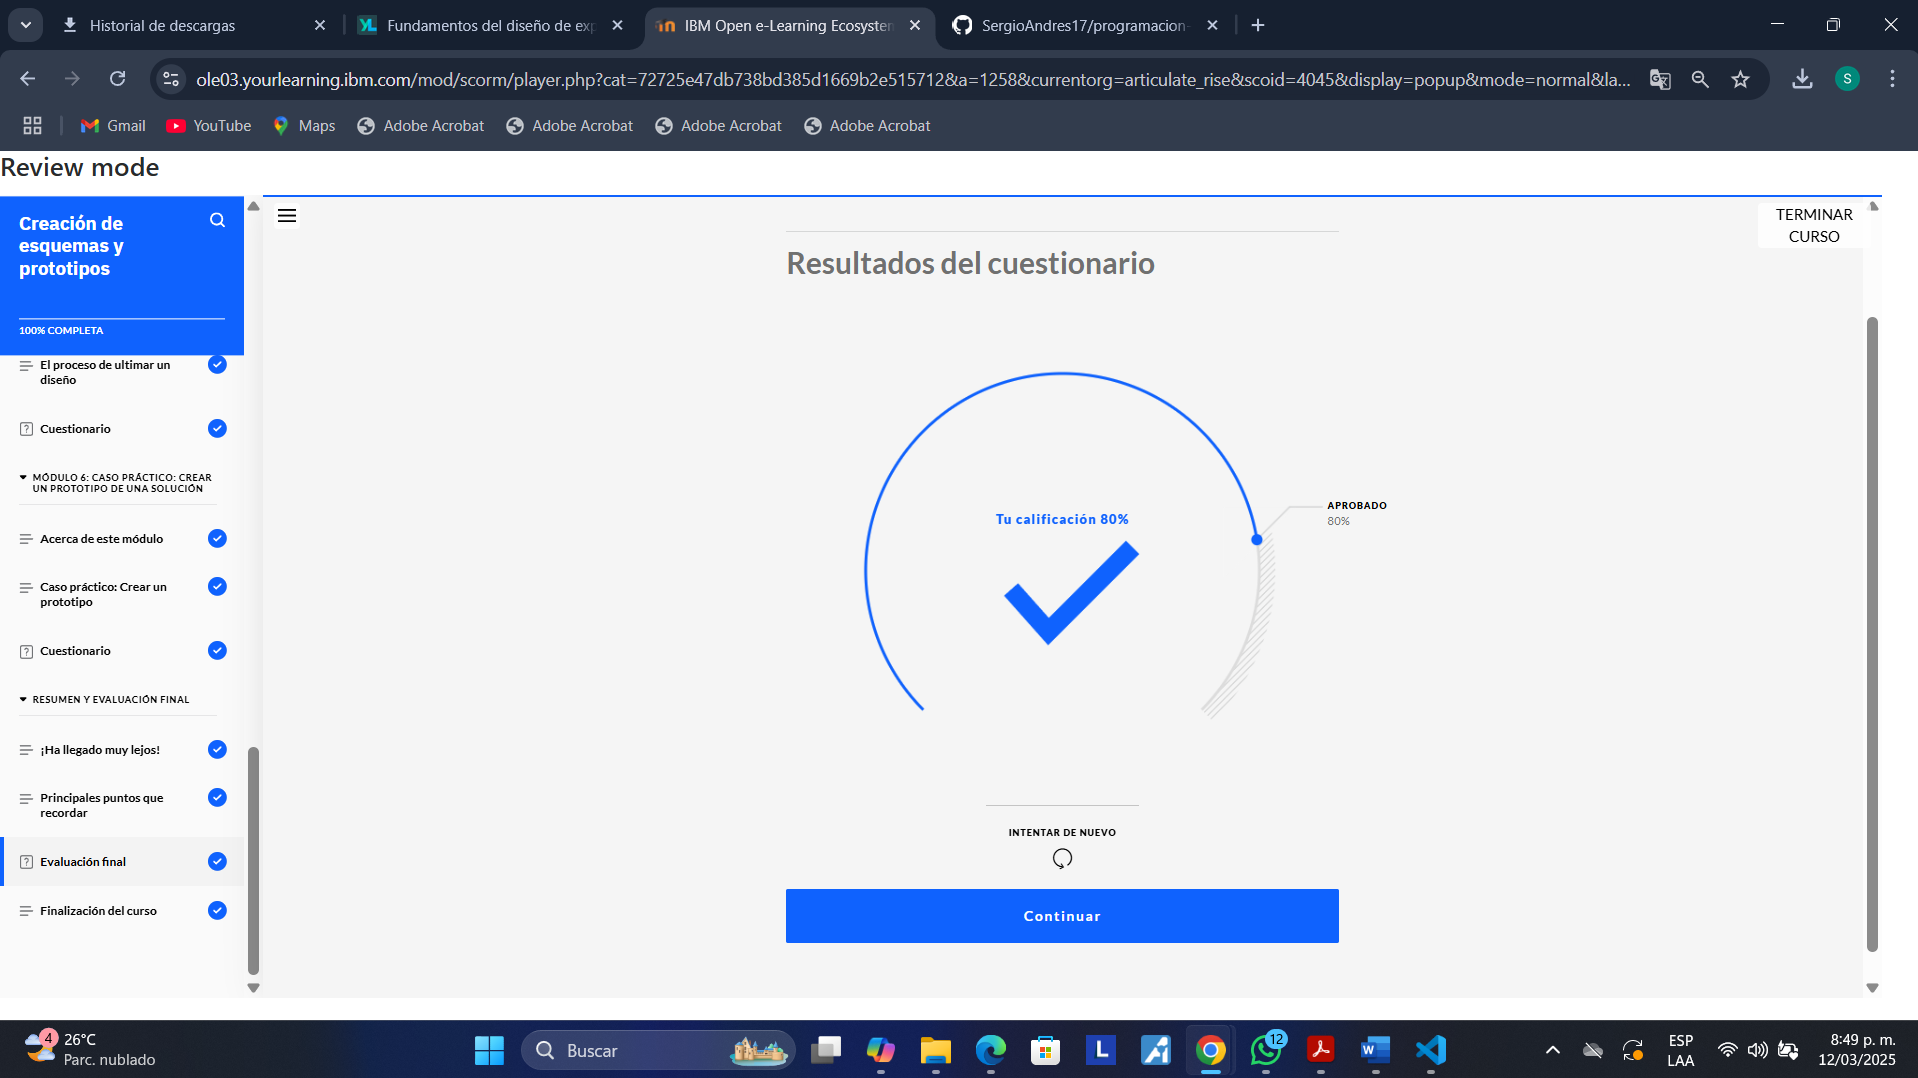 Historial de descargas
Fundamentos del diseño de exp
IBM Open e-Learning Ecosystem
SergioAndres17/programacion-
ole03.yourlearning.ibm.com/mod/scorm/player.php?cat=72725e47db738bd385d1669b2e515712&a=1258&currentorg=articulate_rise&scoid=4045&display=popup&mode=normal&la...
S
Gmail
YouTube
Maps
Adobe Acrobat
Adobe Acrobat
Adobe Acrobat
Adobe Acrobat
Review mode
Creación de
esquemas y
prototipos
100% COMPLETA
El proceso de ultimar un
diseño
Cuestionario
MÓDULO 6: CASO PRÁCTICO: CREAR
UN PROTOTIPO DE UNA SOLUCIÓN
Acerca de este módulo
Caso práctico: Crear un
prototipo
Cuestionario
RESUMEN Y EVALUACIÓN FINAL
¡Ha llegado muy lejos!
Principales puntos que
recordar
Evaluación final
Finalización del curso
TERMINAR
CURSO
Resultados del cuestionario
Tu calificación 80%
APROBADO
80%
INTENTAR DE NUEVO
Continuar
4
26°C
Parc. nublado
Buscar
L
12
W
ESP
LAA
8:49 p. m.
12/03/2025